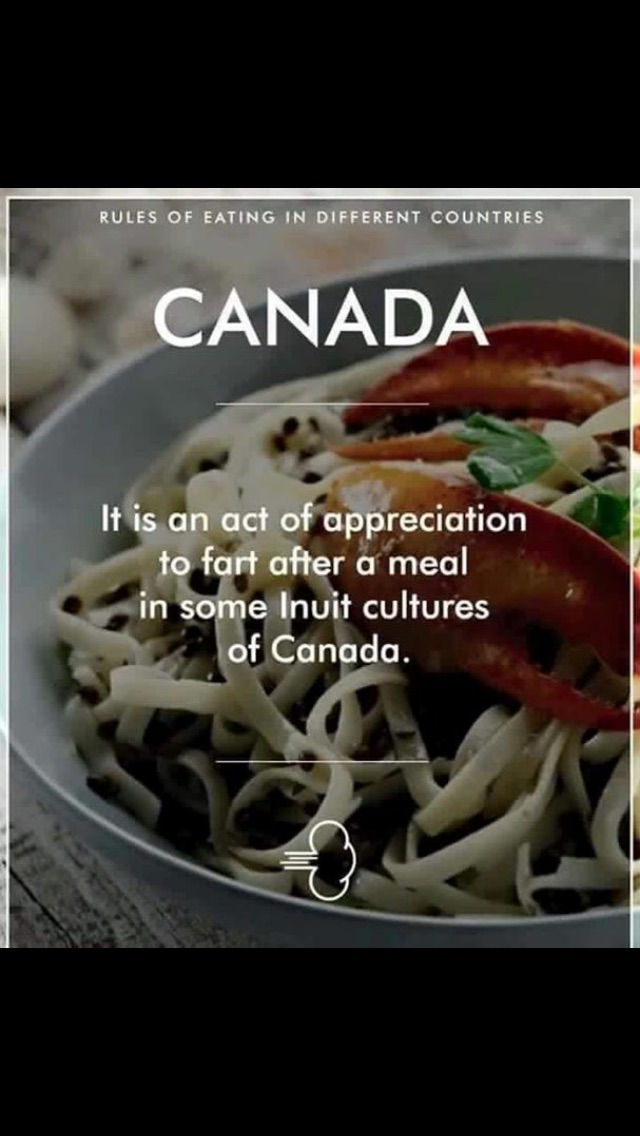 RULES OF EATING IN DIFFERENT COUNTRIES
CANADA
It is an act of appreciation
to fart after a meal
in some Inuit cultures
of Canada.